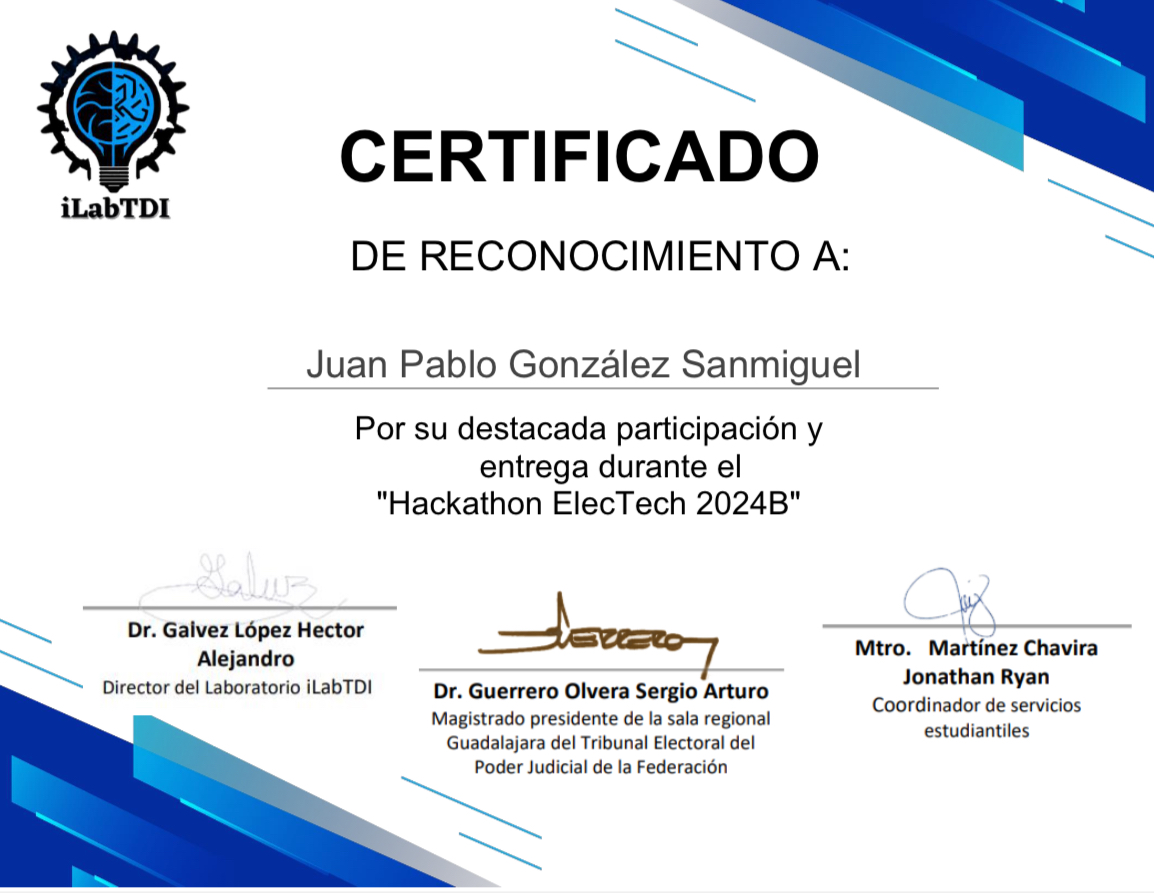 iLabTDI
CERTIFICADO
DE RECONOCIMIENTO A:
Juan Pablo González Sanmiguel
Por su destacada participación y
entrega durante el
"Hackathon ElecTech 2024B"
Galvz
Dr. Galvez López Hector
Alejandro
Director del Laboratorio iLabTDI
GUERRERO
Dr. Guerrero Olvera Sergio Arturo
Magistrado presidente de la sala regional
Guadalajara del Tribunal Electoral del
Poder Judicial de la Federación
Mtro. Martínez Chavira
Jonathan Ryan
Coordinador de servicios
estudiantiles